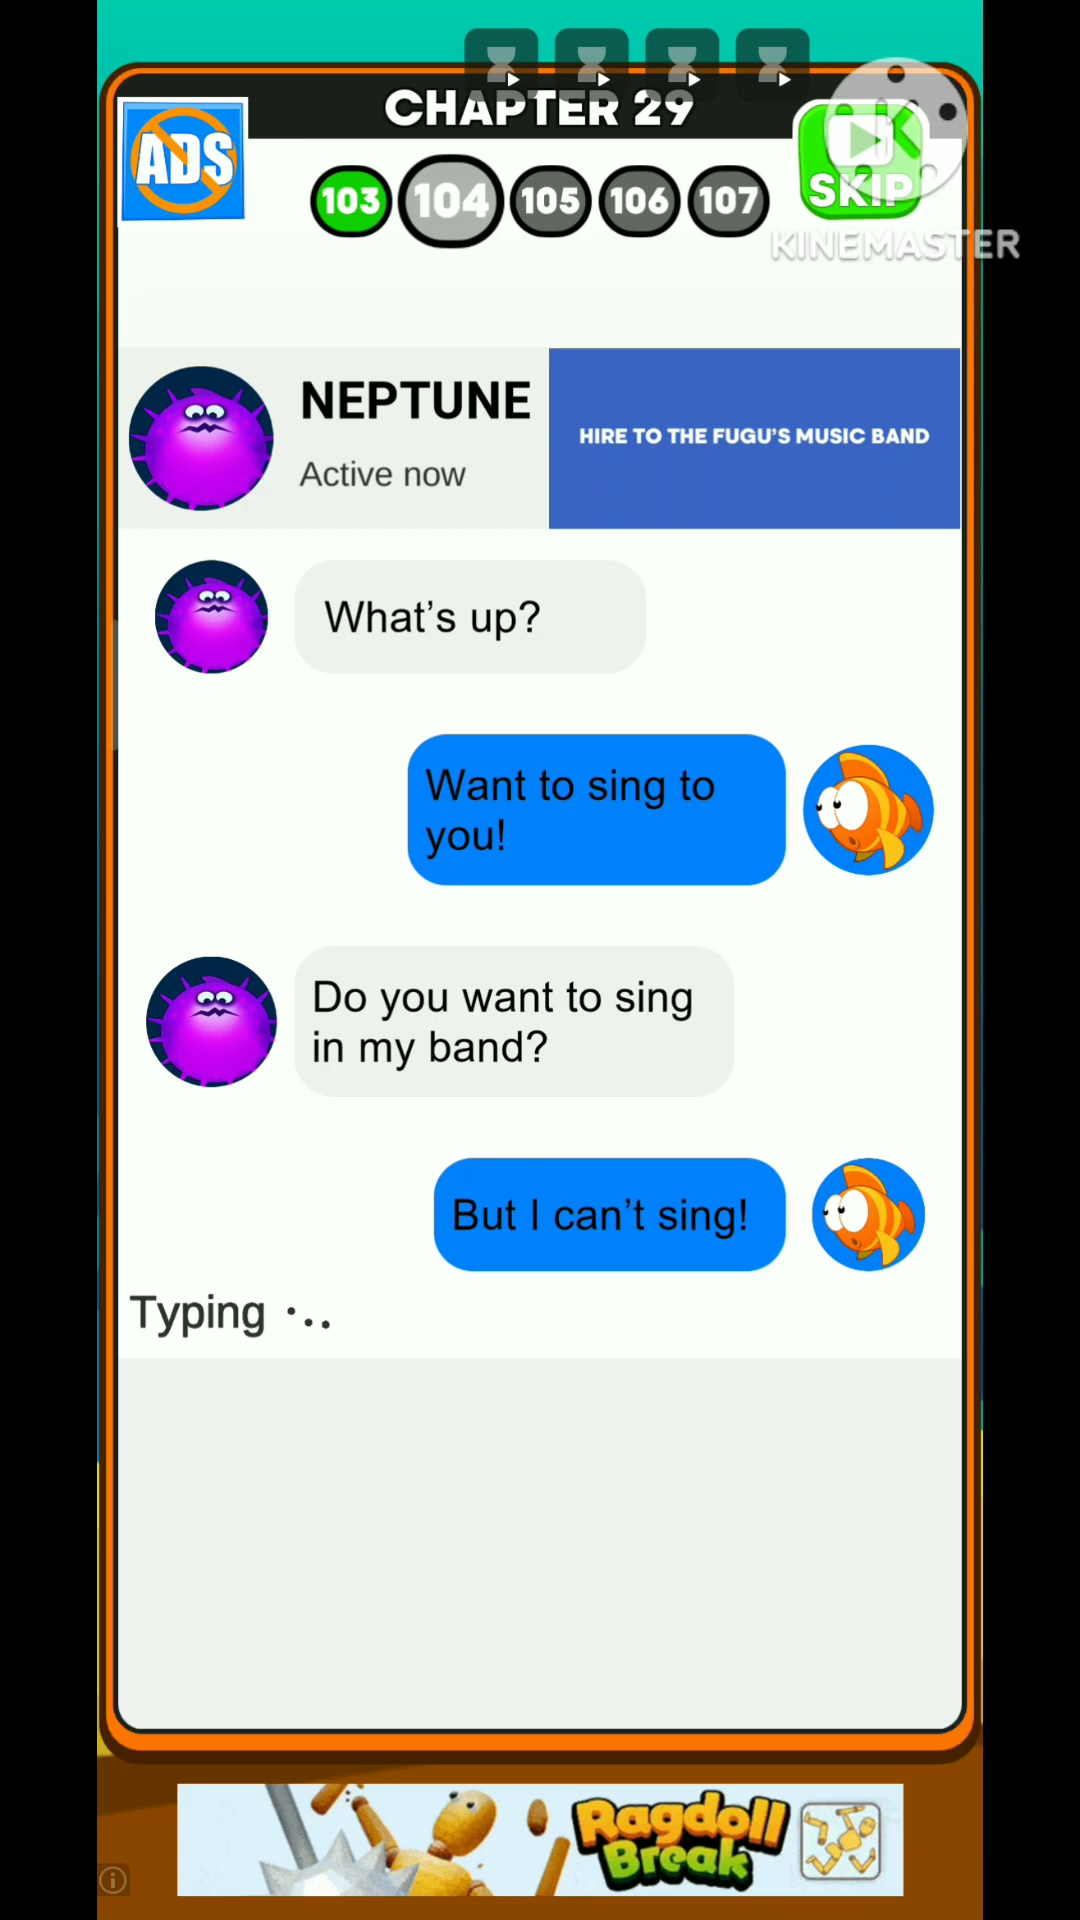 CHAPTER 29
ADS
103 104 105 106 107
SKIP
KINEMASTER
NEPTUNE
Active now
HIRE TO THE FUGU'S MUSIC BAND
What's up?
Want to sing to
you!
Do you want to sing
in my band?
But I can't sing!
Typing ...
Ragdoll
Break